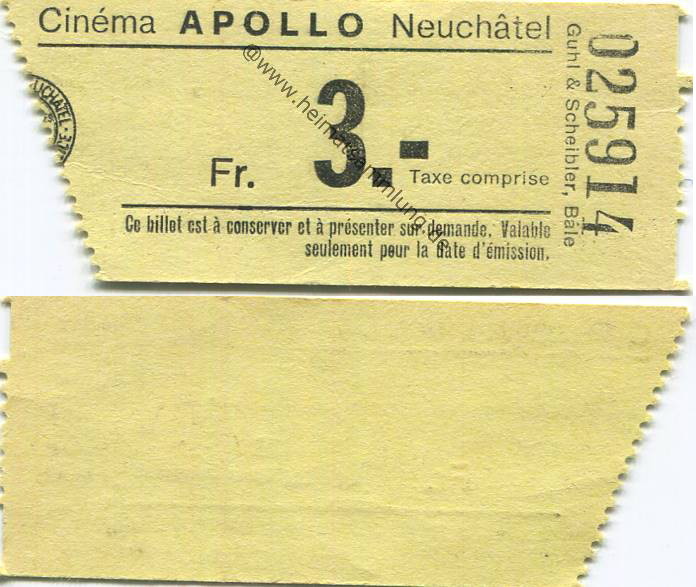 Cinéma APOLLO Neuchâtel
Fr. 3.- Taxe comprise
Ce billet est à conserver et à présenter sur demande. Valable
seulement pour la date d'émission.
Guhl & Scheibler, Bâle
025914
@www.heimatsammlung.de